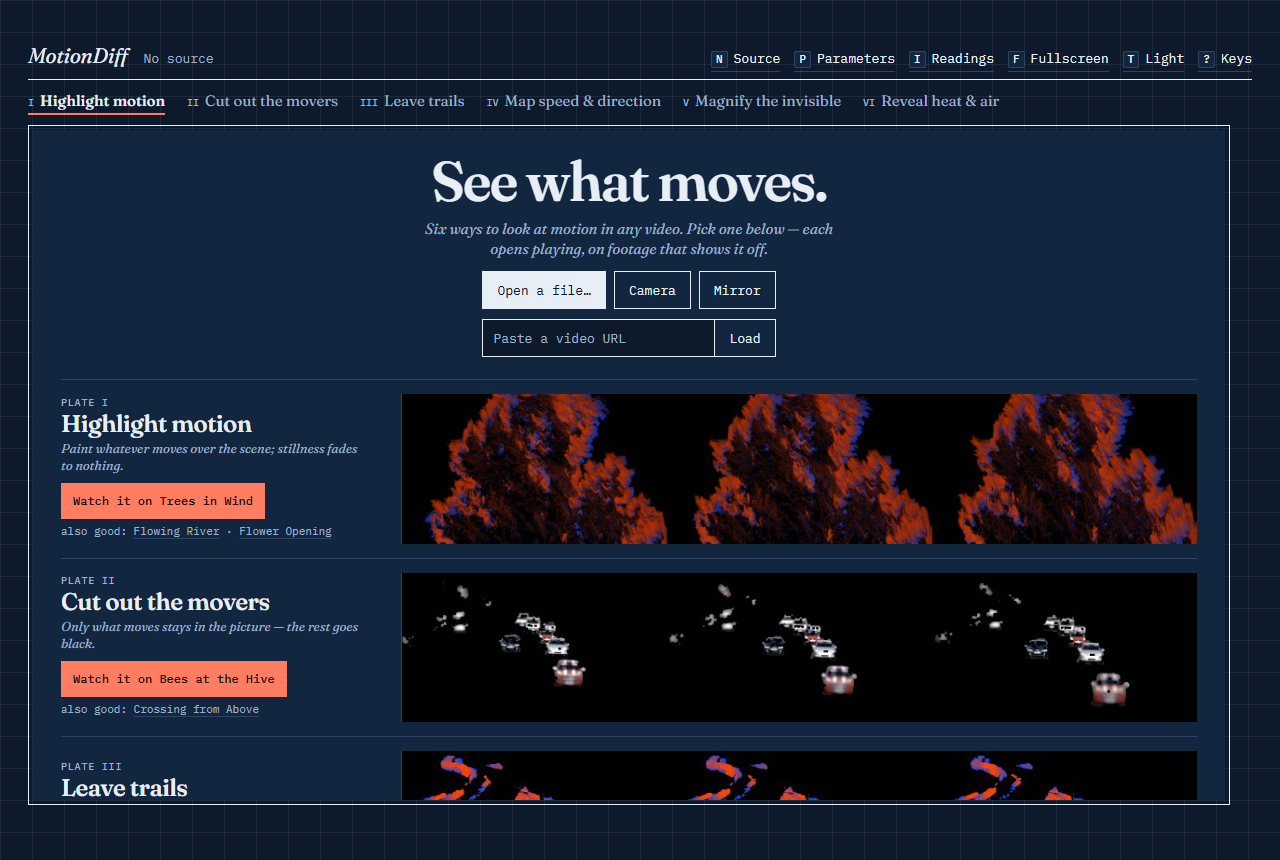 MotionDiff No source N Source P Parameters I Readings F Fullscreen T Light ? Keys
I Highlight motion II Cut out the movers III Leave trails IV Map speed & direction V Magnify the invisible VI Reveal heat & air
See what moves.
Six ways to look at motion in any video. Pick one below — each
opens playing, on footage that shows it off.
Open a file… Camera Mirror
Paste a video URL Load
PLATE I
Highlight motion
Paint whatever moves over the scene; stillness fades
to nothing.
Watch it on Trees in Wind
also good: Flowing River · Flower Opening
PLATE II
Cut out the movers
Only what moves stays in the picture — the rest goes
black.
Watch it on Bees at the Hive
also good: Crossing from Above
PLATE III
Leave trails